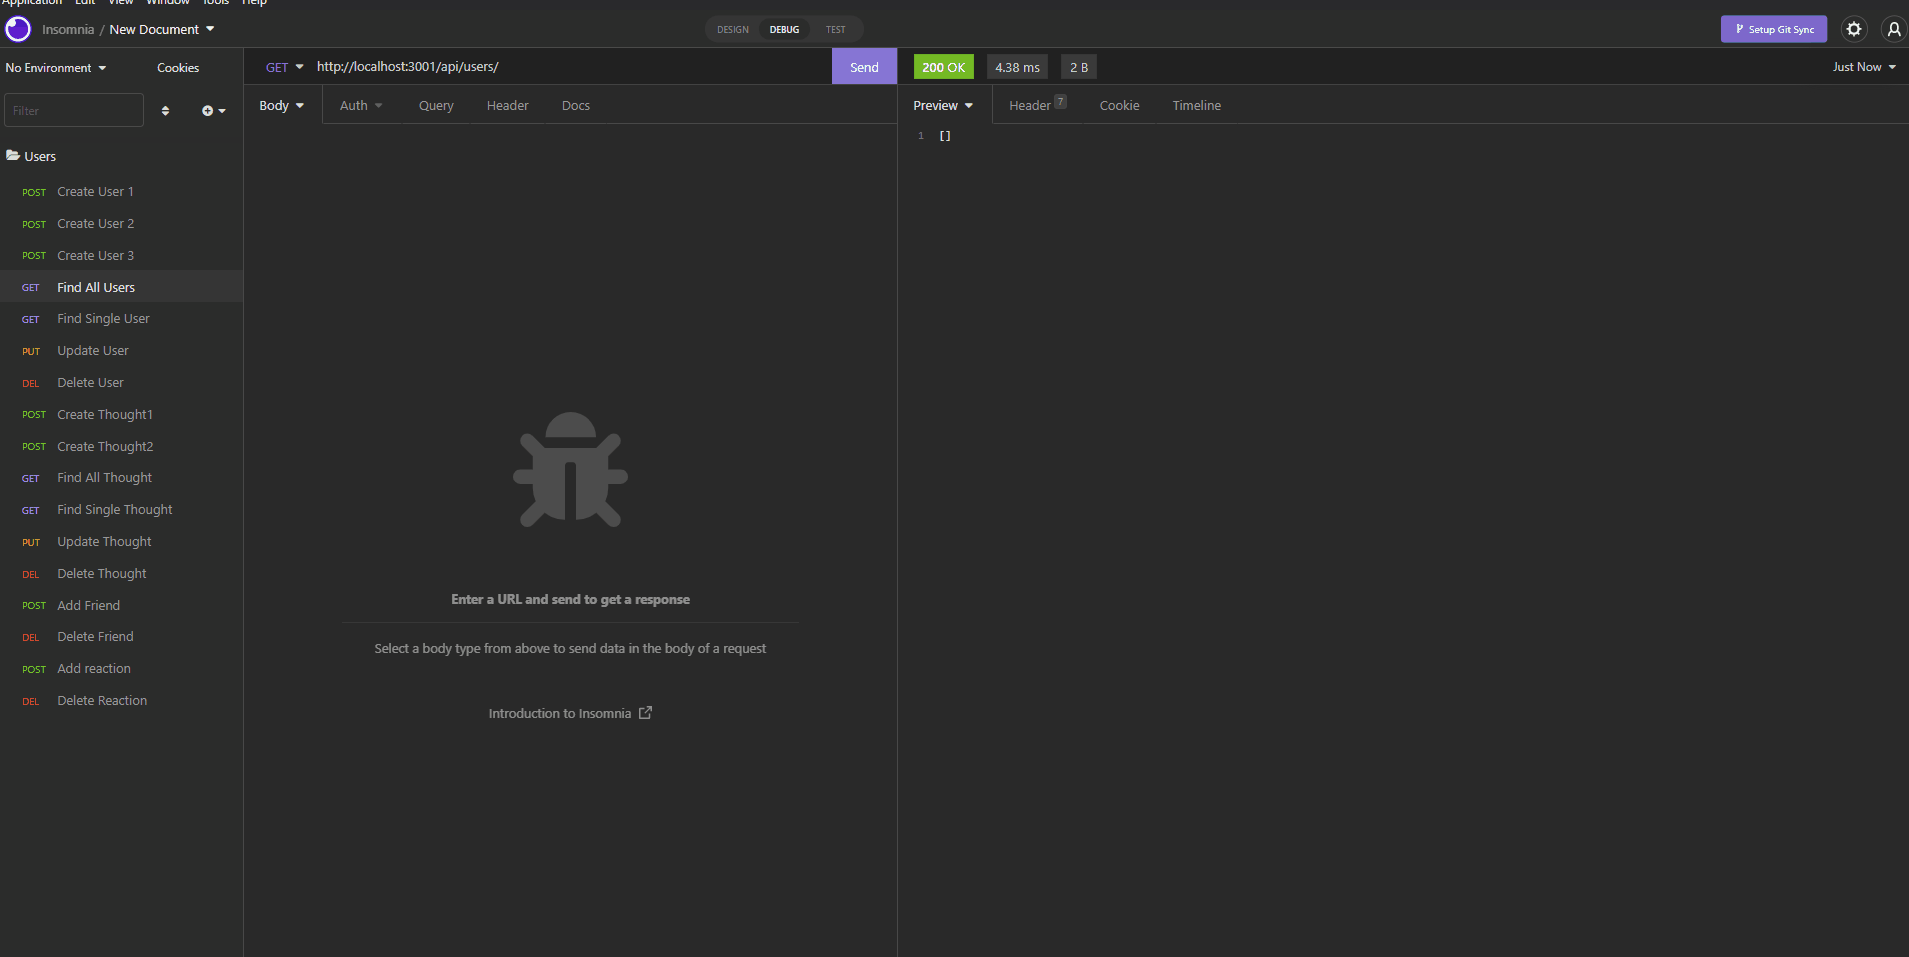 Application Edit View Window Tools Help
Insomnia / New Document
DESIGN DEBUG TEST
Setup Git Sync
No Environment Cookies
GET http://localhost:3001/api/users/ Send
200 OK 4.38 ms 2 B Just Now
Filter
Body Auth Query Header Docs
Preview Header 7 Cookie Timeline
1 []
Users
POST Create User 1
POST Create User 2
POST Create User 3
GET Find All Users
GET Find Single User
PUT Update User
DEL Delete User
POST Create Thought1
POST Create Thought2
GET Find All Thought
GET Find Single Thought
PUT Update Thought
DEL Delete Thought
POST Add Friend
DEL Delete Friend
POST Add reaction
DEL Delete Reaction
Enter a URL and send to get a response
Select a body type from above to send data in the body of a request
Introduction to Insomnia